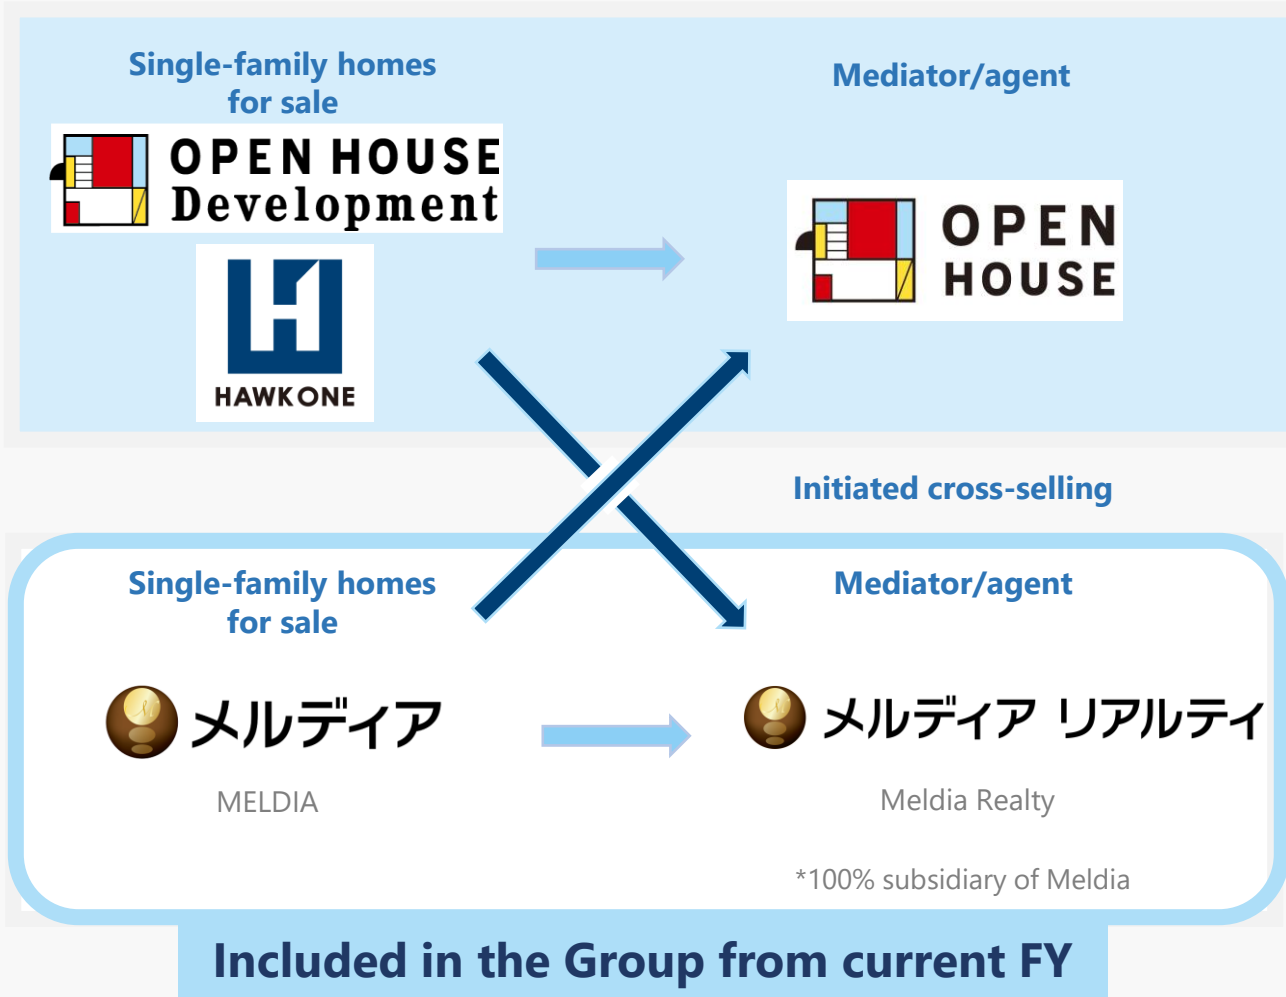 Single-family homes
for sale
Mediator/agent
OPEN HOUSE
Development
OPEN
HOUSE
HAWKONE
Initiated cross-selling
Single-family homes
for sale
Mediator/agent
メルディア
メルディア リアルティ
MELDIA
Meldia Realty
*100% subsidiary of Meldia
Included in the Group from current FY